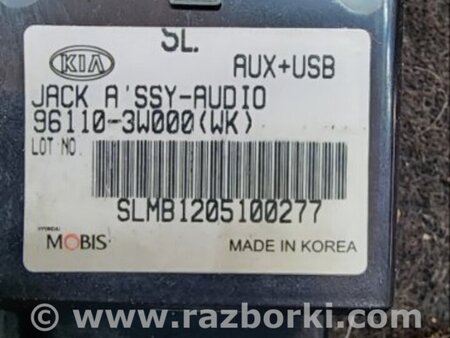 SL.
KIA
AUX+USB
JACK A'SSY-AUDIO
96110-3W000(WK)
LOT NO.
SLMB1205100277
HYUNDAI
MOBIS
MADE IN KOREA
© www.razborki.com